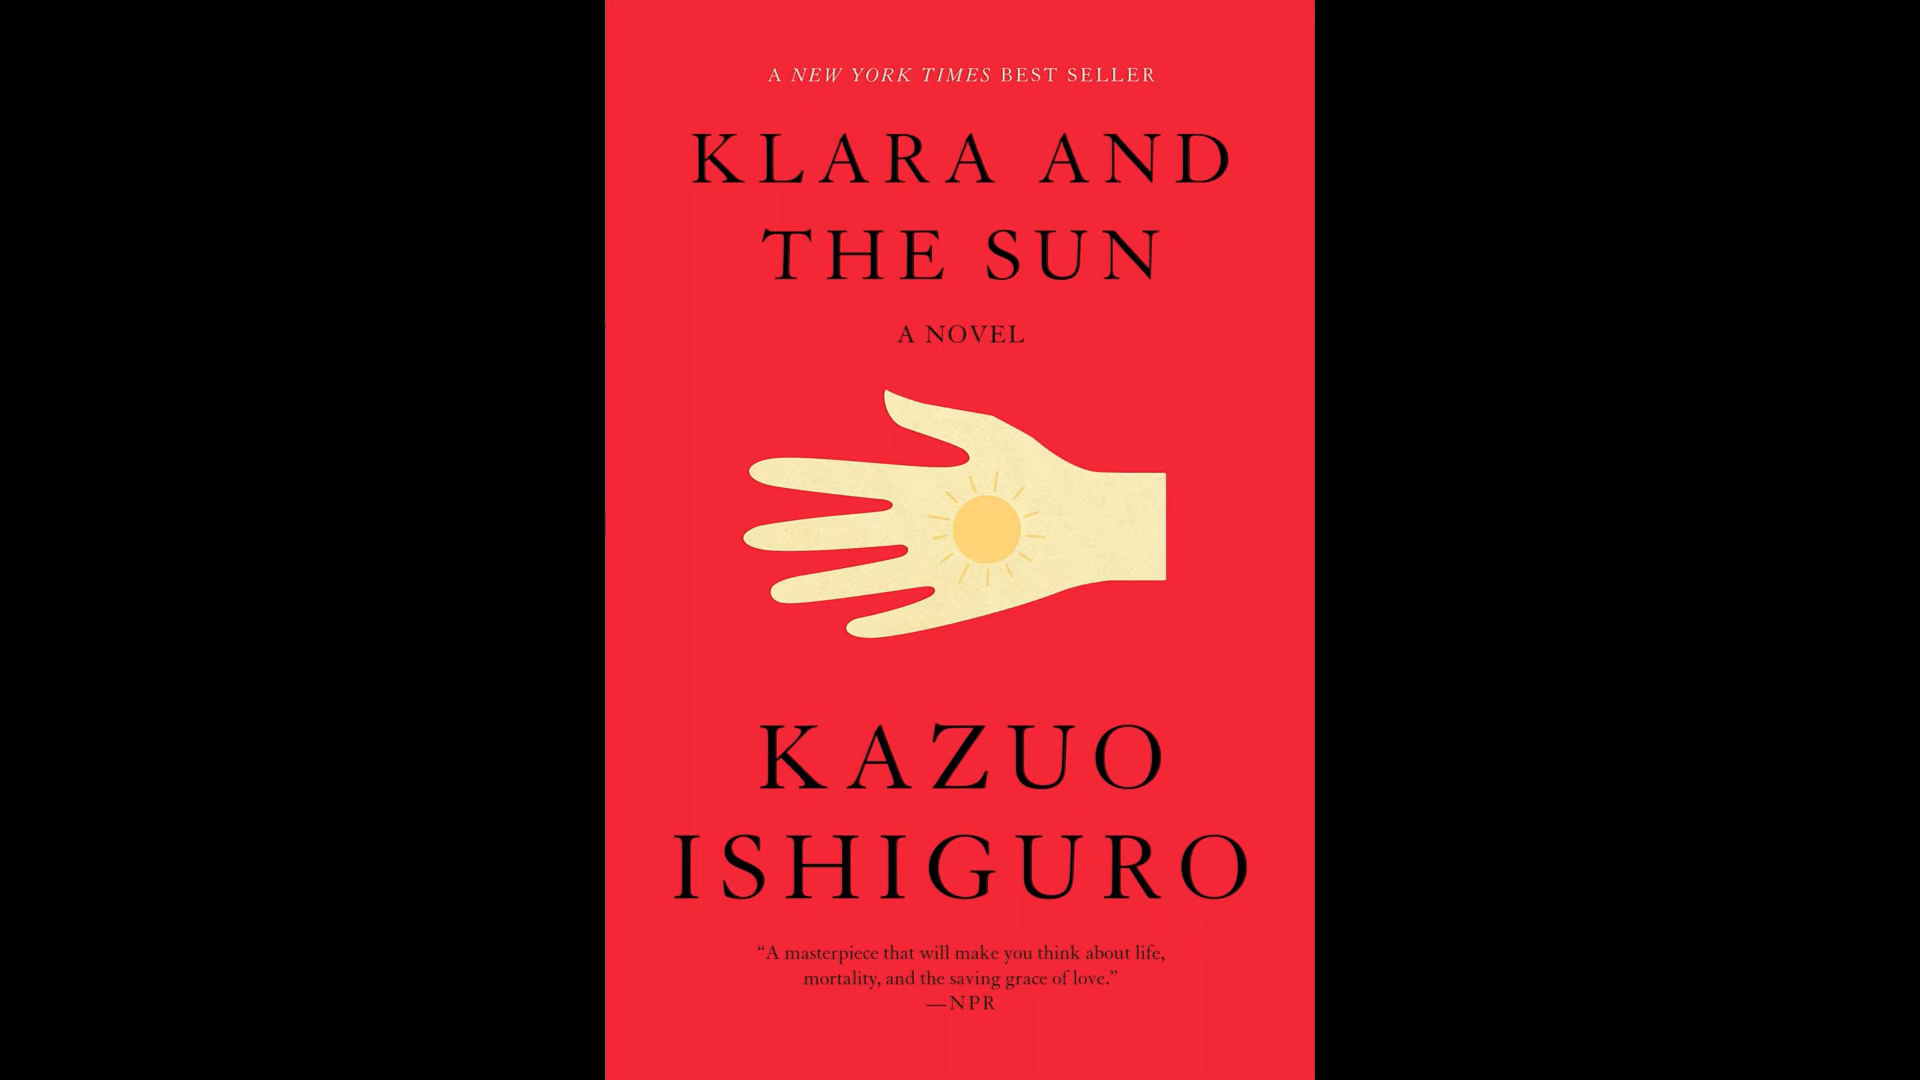 A NEW YORK TIMES BEST SELLER
KLARA AND
THE SUN
A NOVEL
KAZUO
ISHIGURO
“A masterpiece that will make you think about life,
mortality, and the saving grace of love.”
—NPR